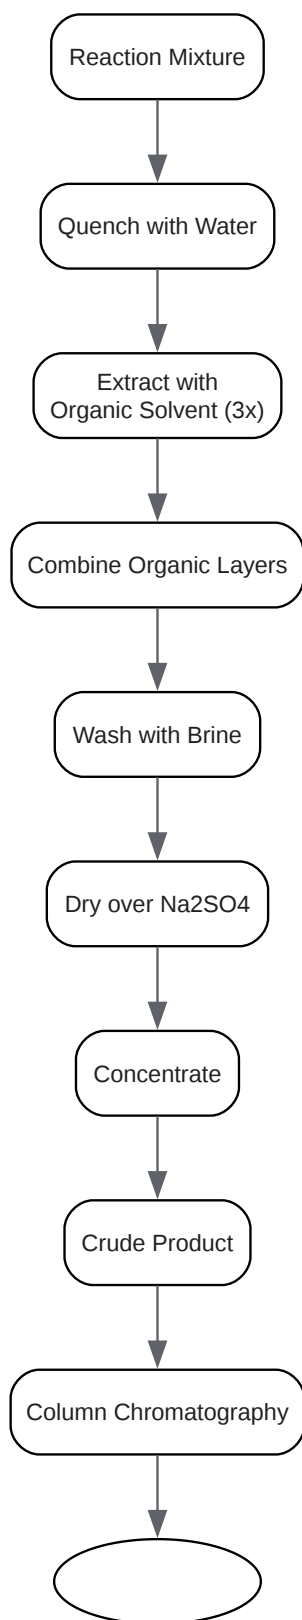 Reaction Mixture
Quench with Water
Extract with
Organic Solvent (3x)
Combine Organic Layers
Wash with Brine
Dry over Na2SO4
Concentrate
Crude Product
Column Chromatography